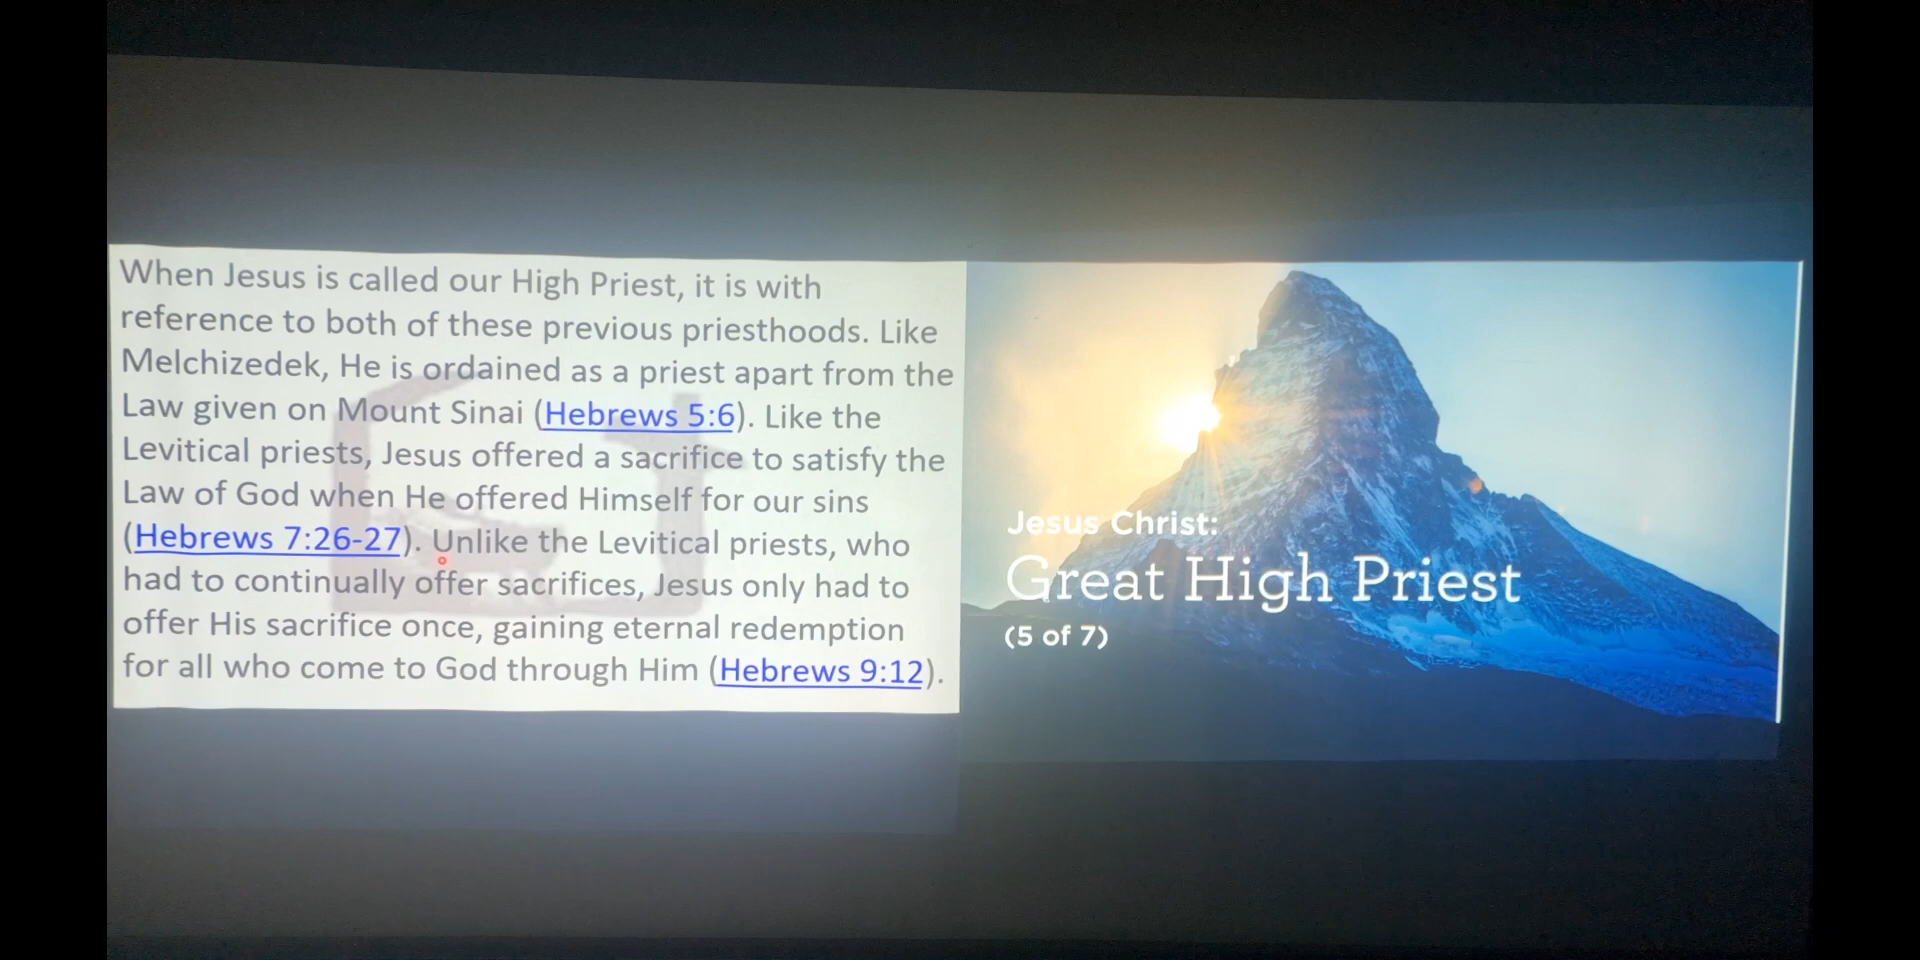 When Jesus is called our High Priest, it is with
reference to both of these previous priesthoods. Like
Melchizedek, He is ordained as a priest apart from the
Law given on Mount Sinai (Hebrews 5:6). Like the
Levitical priests, Jesus offered a sacrifice to satisfy the
Law of God when He offered Himself for our sins
(Hebrews 7:26-27). Unlike the Levitical priests, who
had to continually offer sacrifices, Jesus only had to
offer His sacrifice once, gaining eternal redemption
for all who come to God through Him (Hebrews 9:12).
Jesus Christ:
Great High Priest
(5 of 7)